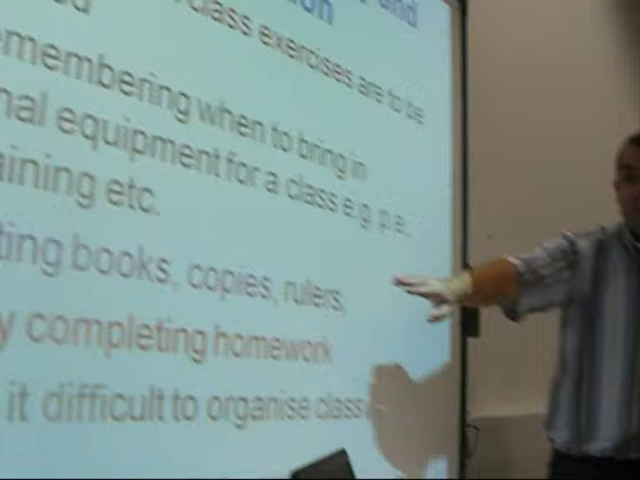 and
class exercises are to be
emembering when to bring in
nal equipment for a class e.g. p.e.
aining etc.
ting books, copies, rulers,
y completing homework
it difficult to organise class